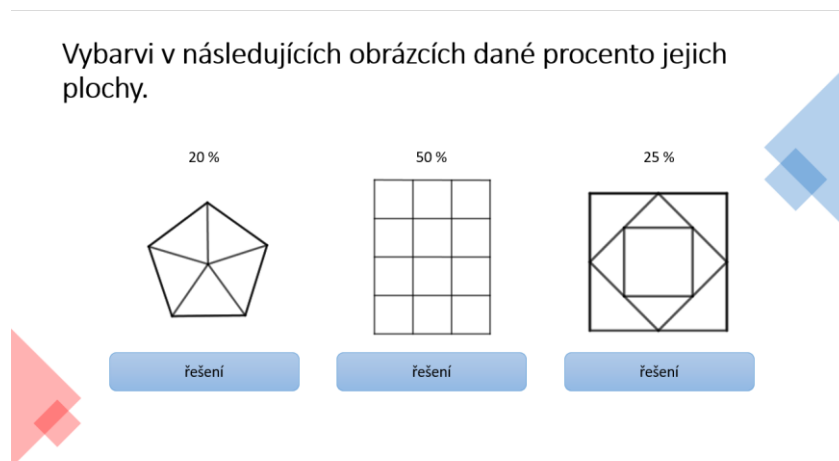 Vybarvi v následujících obrázcích dané procento jejich
plochy.
20 %
50 %
25 %
řešení
řešení
řešení